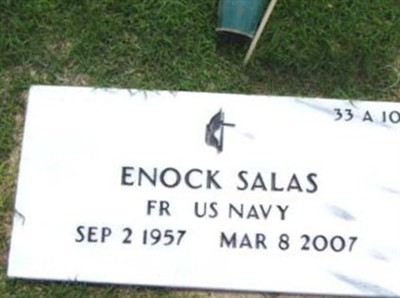 33 A 10
ENOCK SALAS
FR US NAVY
SEP 2 1957 MAR 8 2007